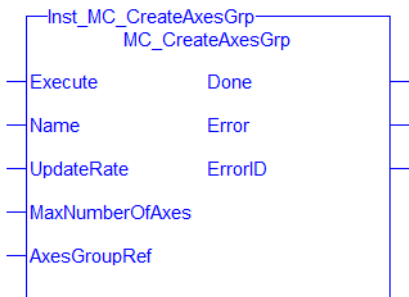 Inst_MC_CreateAxesGrp
MC_CreateAxesGrp
Execute Done
Name Error
UpdateRate ErrorID
MaxNumberOfAxes
AxesGroupRef